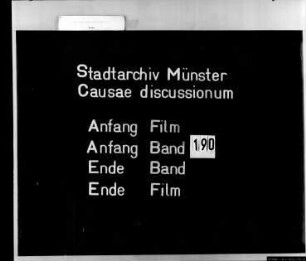 Stadtarchiv Münster
Causae discussionum
Anfang Film
Anfang Band 190
Ende Band
Ende Film